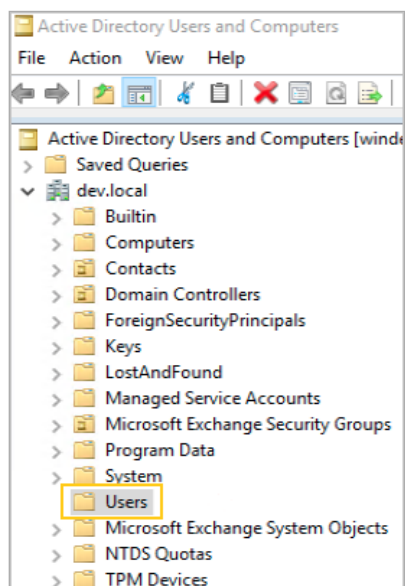 Active Directory Users and Computers
File Action View Help
Active Directory Users and Computers [winde
Saved Queries
dev.local
Builtin
Computers
Contacts
Domain Controllers
ForeignSecurityPrincipals
Keys
LostAndFound
Managed Service Accounts
Microsoft Exchange Security Groups
Program Data
System
Users
Microsoft Exchange System Objects
NTDS Quotas
TPM Devices